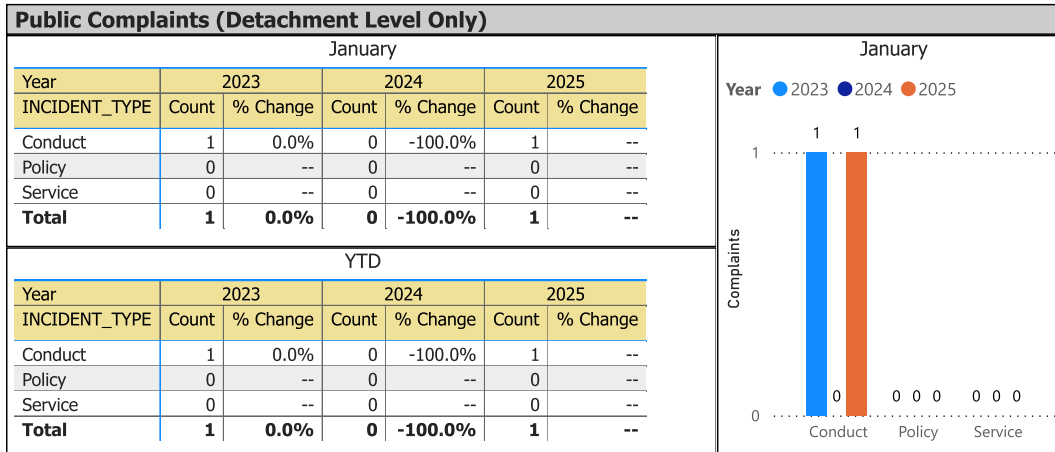 Public Complaints (Detachment Level Only)
January
Year 2023 2024 2025
INCIDENT_TYPE Count % Change Count % Change Count % Change
Conduct 1 0.0% 0 -100.0% 1 --
Policy 0 -- 0 -- 0 --
Service 0 -- 0 -- 0 --
Total 1 0.0% 0 -100.0% 1 --
YTD
Year 2023 2024 2025
INCIDENT_TYPE Count % Change Count % Change Count % Change
Conduct 1 0.0% 0 -100.0% 1 --
Policy 0 -- 0 -- 0 --
Service 0 -- 0 -- 0 --
Total 1 0.0% 0 -100.0% 1 --
January
Year 2023 2024 2025
1 1
1
Complaints
0 0 0 0 0 0 0
0
Conduct Policy Service